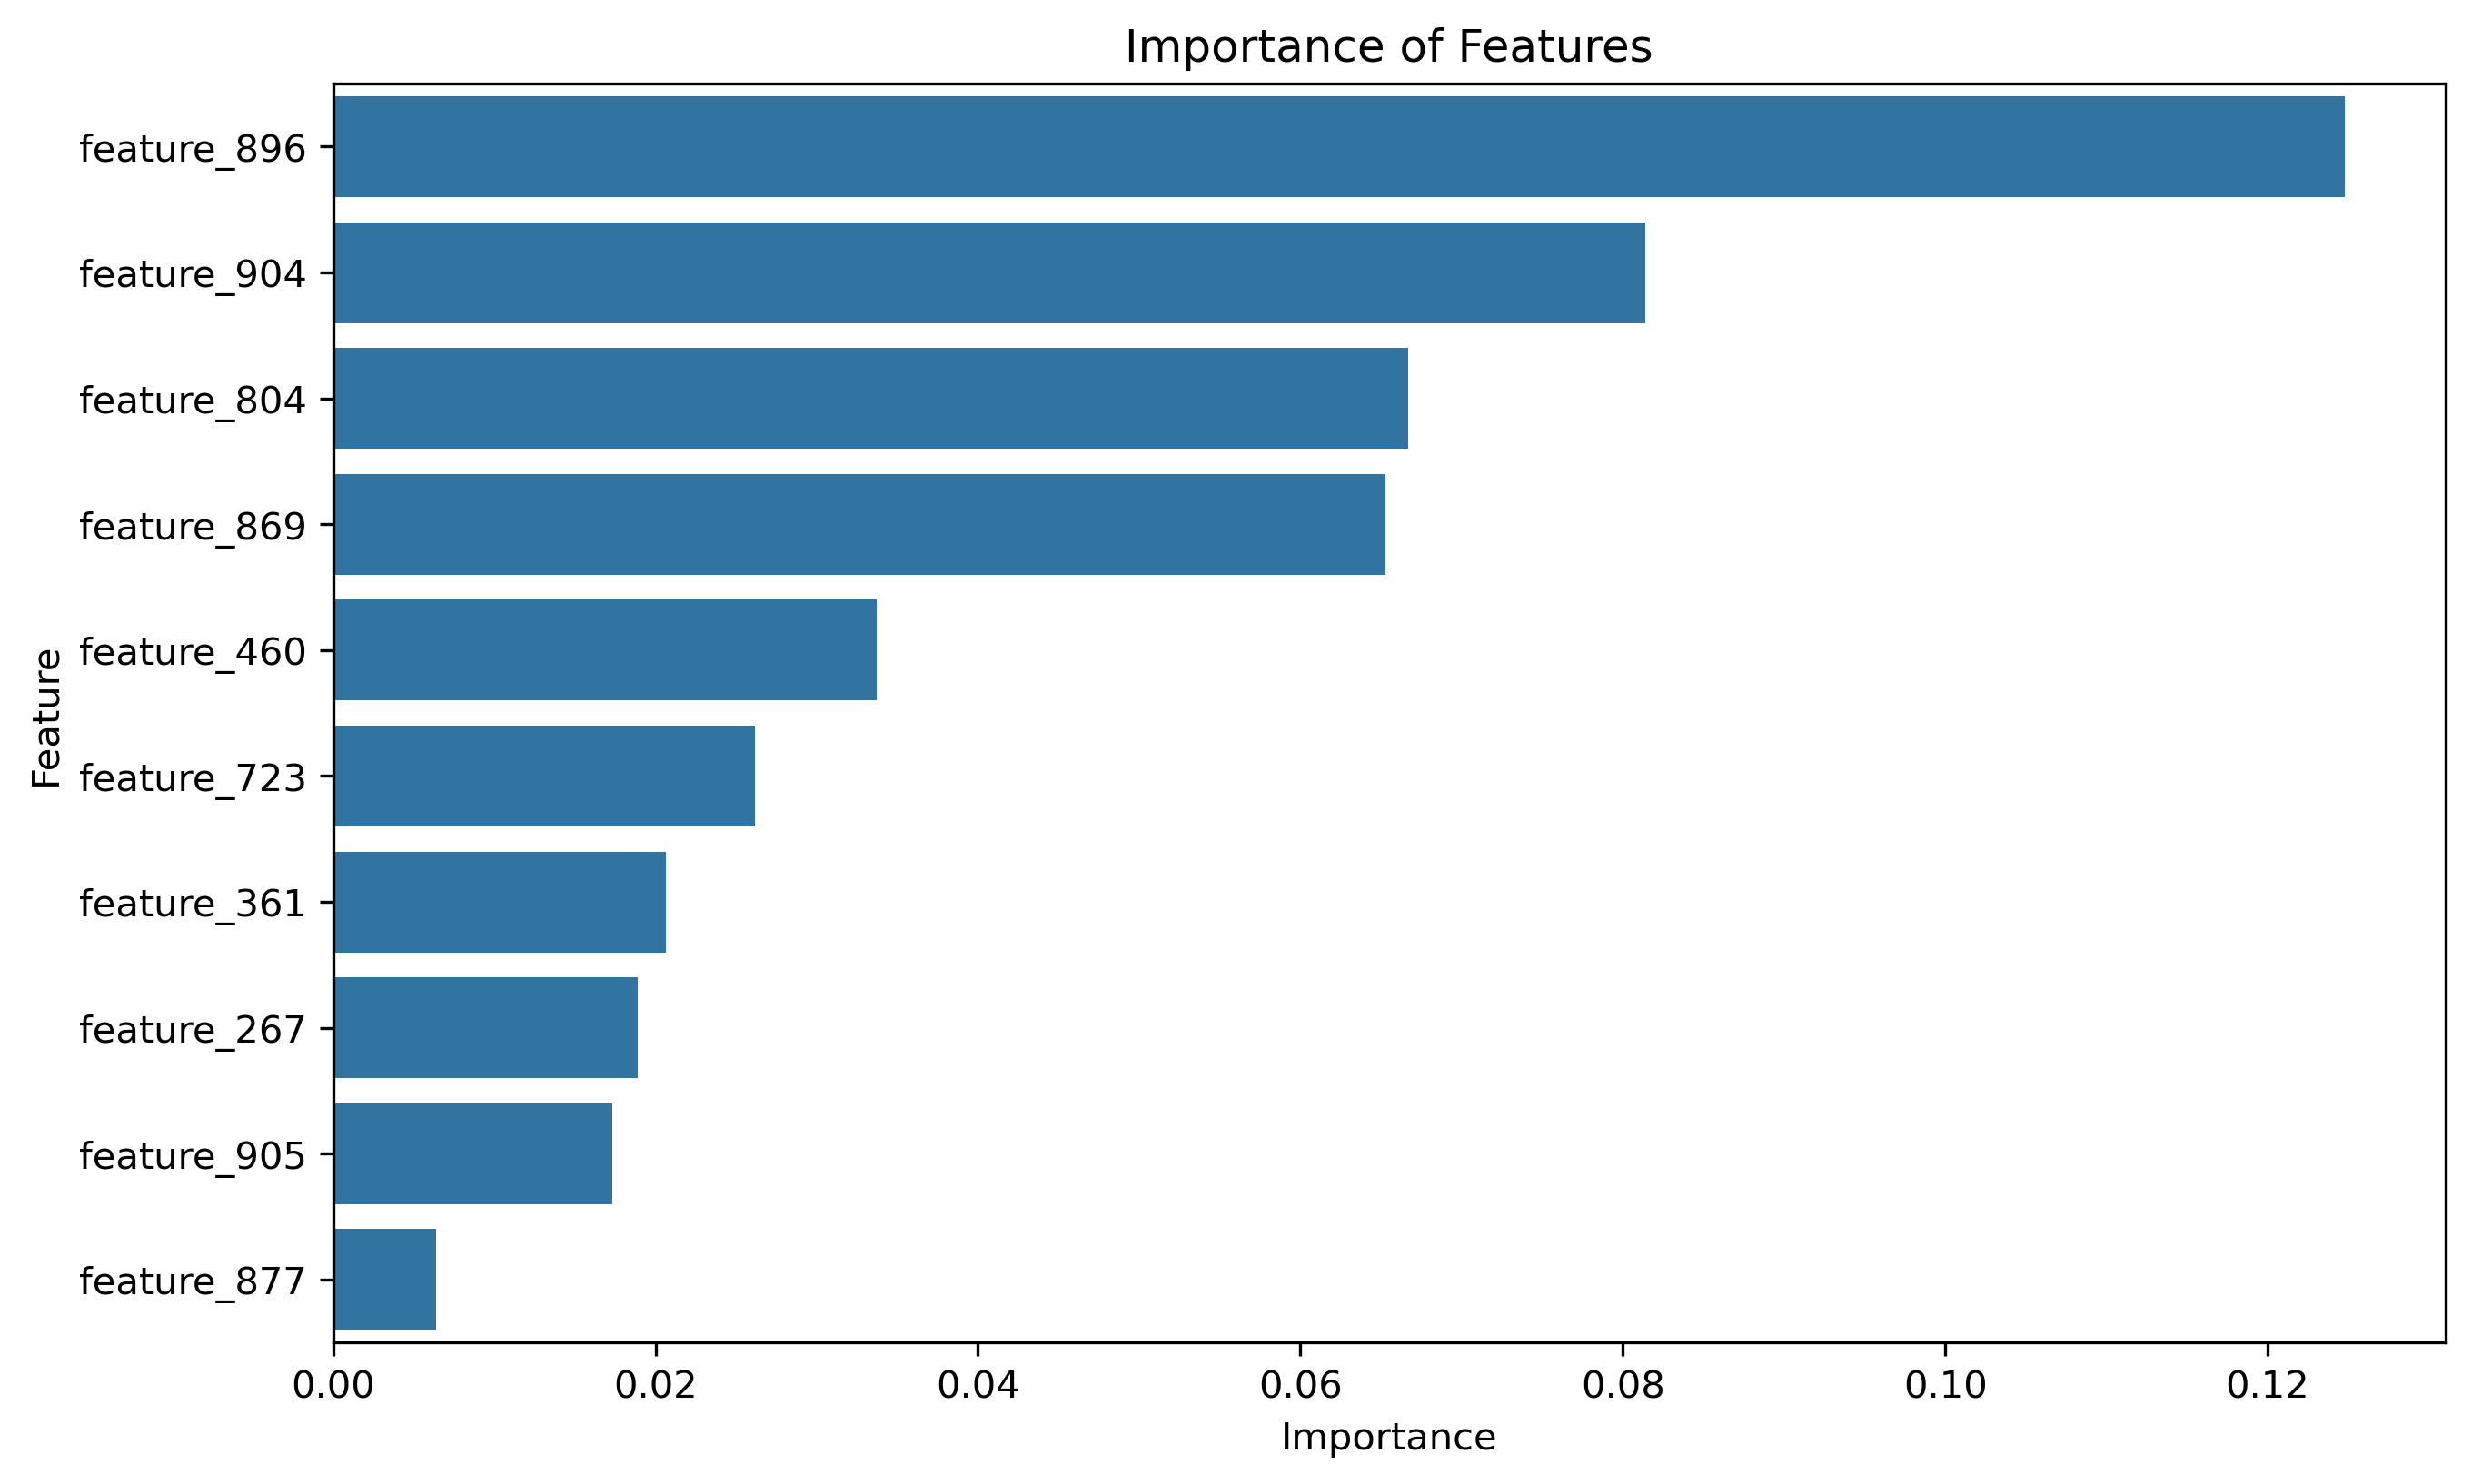 Importance of Features
feature_896
feature_904
feature_804
feature_869
feature_460
feature_723
feature_361
feature_267
feature_905
feature_877
Feature
0.00 0.02 0.04 0.06 0.08 0.10 0.12
Importance